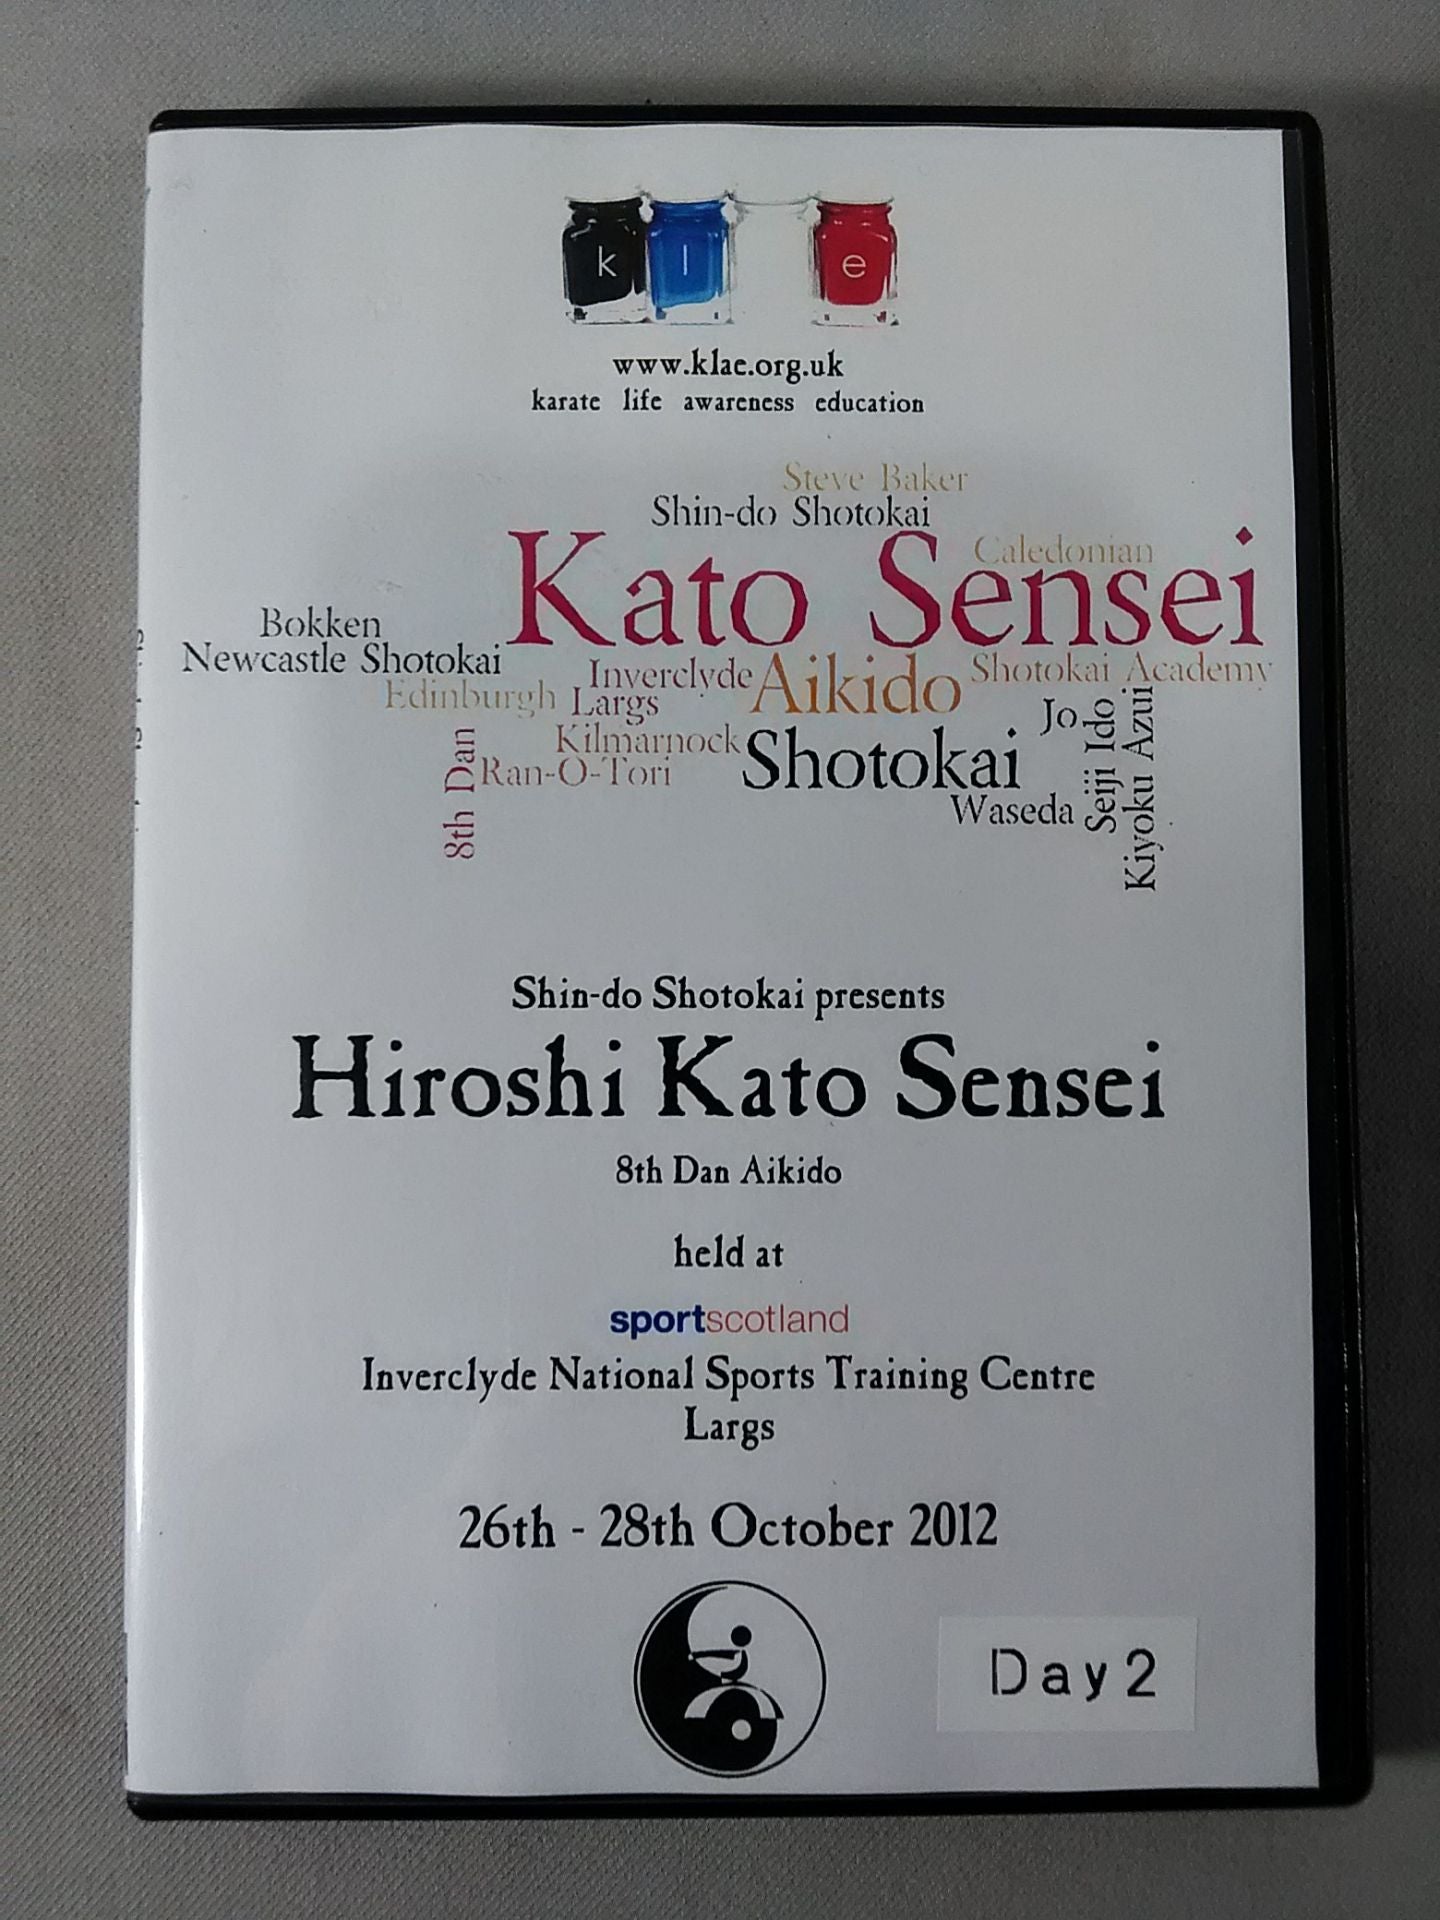 k l e
www.klae.org.uk
karate life awareness education
Steve Baker
Shin-do Shotokai
Caledonian
Kato Sensei
Bokken
Newcastle Shotokai
Inverclyde
Aikido
Shotokai Academy
Edinburgh
Largs
Jo
Seiji Ido
Kiyoku Azui
8th Dan
Kilmarnock
Shotokai
Ran-O-Tori
Waseda
Shin-do Shotokai presents
Hiroshi Kato Sensei
8th Dan Aikido
held at
sportscotland
Inverclyde National Sports Training Centre
Largs
26th - 28th October 2012
Day2